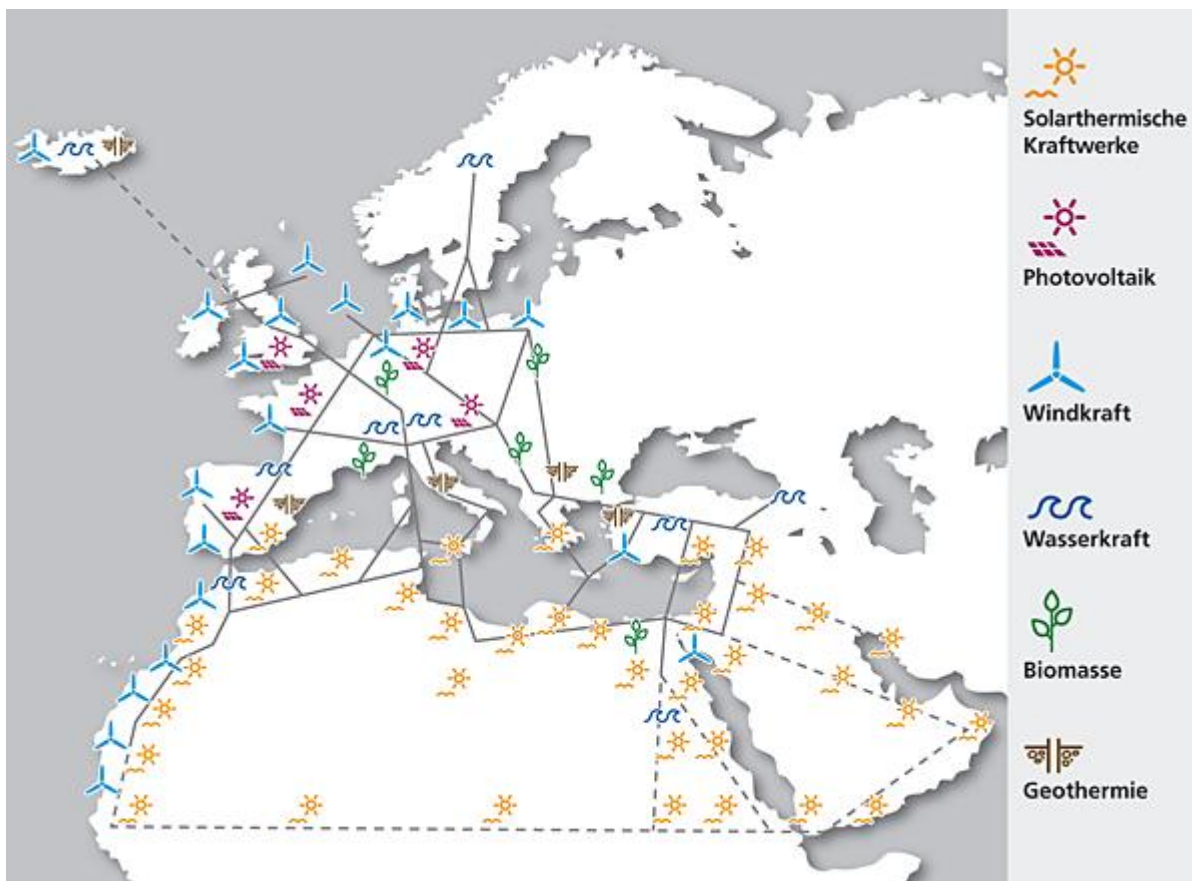 Solarthermische
Kraftwerke
Photovoltaik
Windkraft
Wasserkraft
Biomasse
Geothermie